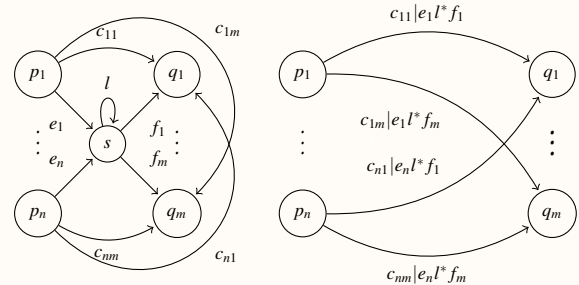 c₁₁
c₁ₘ
p₁
l
q₁
e₁
f₁
⋮
s
⋮
eₙ
fₘ
pₙ
qₘ
cₙₘ
cₙ₁
c₁₁|e₁l*f₁
p₁
q₁
c₁ₘ|e₁l*fₘ
⋮
⋮
cₙ₁|eₙl*f₁
pₙ
qₘ
cₙₘ|eₙl*fₘ